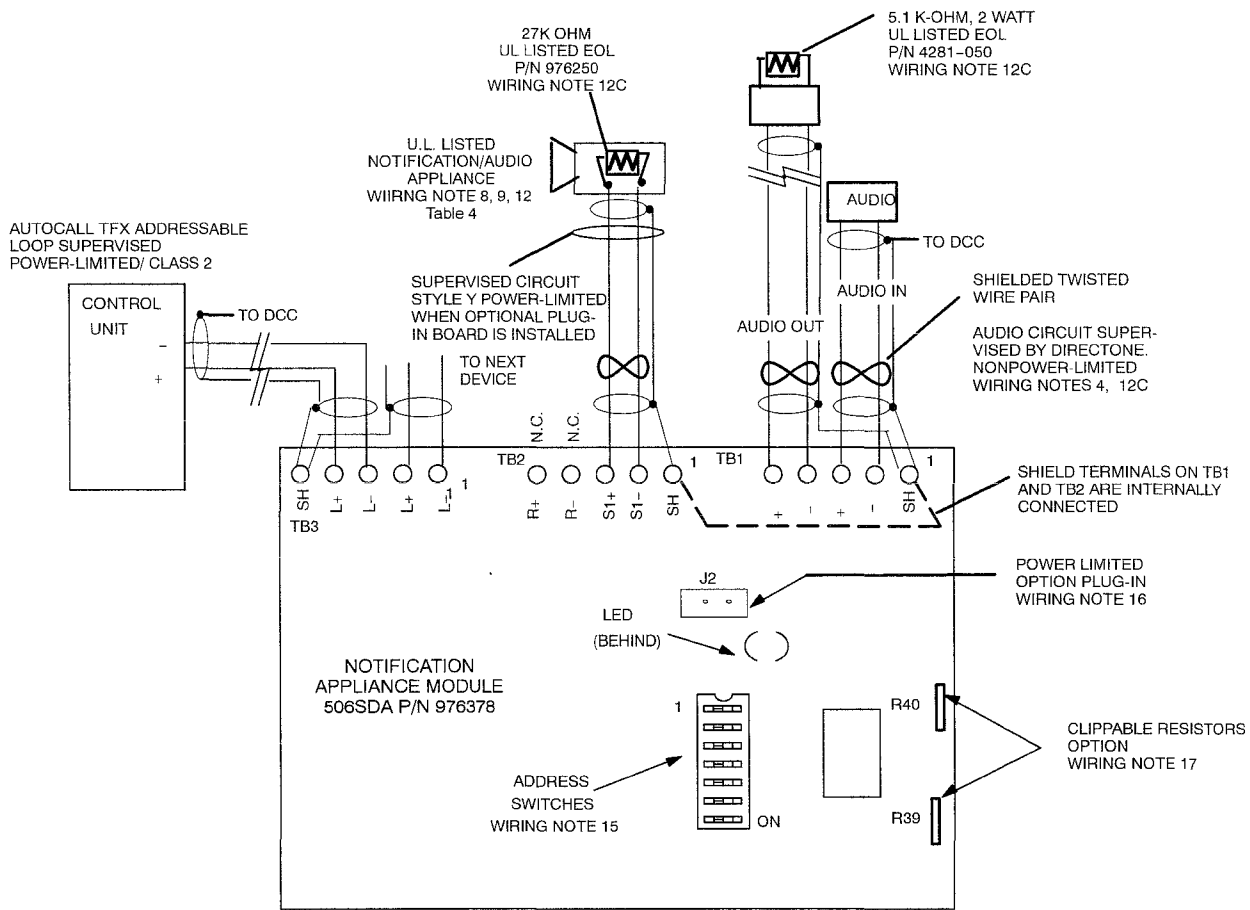 5.1 K-OHM, 2 WATT
UL LISTED EOL
P/N 4281-050
WIRING NOTE 12C
27K OHM
UL LISTED EOL
P/N 976250
WIRING NOTE 12C
U.L. LISTED
NOTIFICATION/AUDIO
APPLIANCE
WIIRNG NOTE 8, 9, 12
Table 4
AUDIO
AUTOCALL TFX ADDRESSABLE
LOOP SUPERVISED
POWER-LIMITED/ CLASS 2
TO DCC
CONTROL
UNIT
–
+
TO DCC
SUPERVISED CIRCUIT
STYLE Y POWER-LIMITED
WHEN OPTIONAL PLUG-
IN BOARD IS INSTALLED
TO NEXT
DEVICE
AUDIO IN
AUDIO OUT
SHIELDED TWISTED
WIRE PAIR
AUDIO CIRCUIT SUPER-
VISED BY DIRECTONE.
NONPOWER-LIMITED
WIRING NOTES 4, 12C
N.C.
N.C.
TB2
1
TB1
1
SH
L+
L-
L+
L-1
1
R+
R-
S1+
S1-
SH
+
–
+
–
SH
TB3
SHIELD TERMINALS ON TB1
AND TB2 ARE INTERNALLY
CONNECTED
J2
POWER LIMITED
OPTION PLUG-IN
WIRING NOTE 16
LED
(BEHIND)
NOTIFICATION
APPLIANCE MODULE
506SDA P/N 976378
1
R40
CLIPPABLE RESISTORS
OPTION
WIRING NOTE 17
ADDRESS
SWITCHES
WIRING NOTE 15
ON
R39